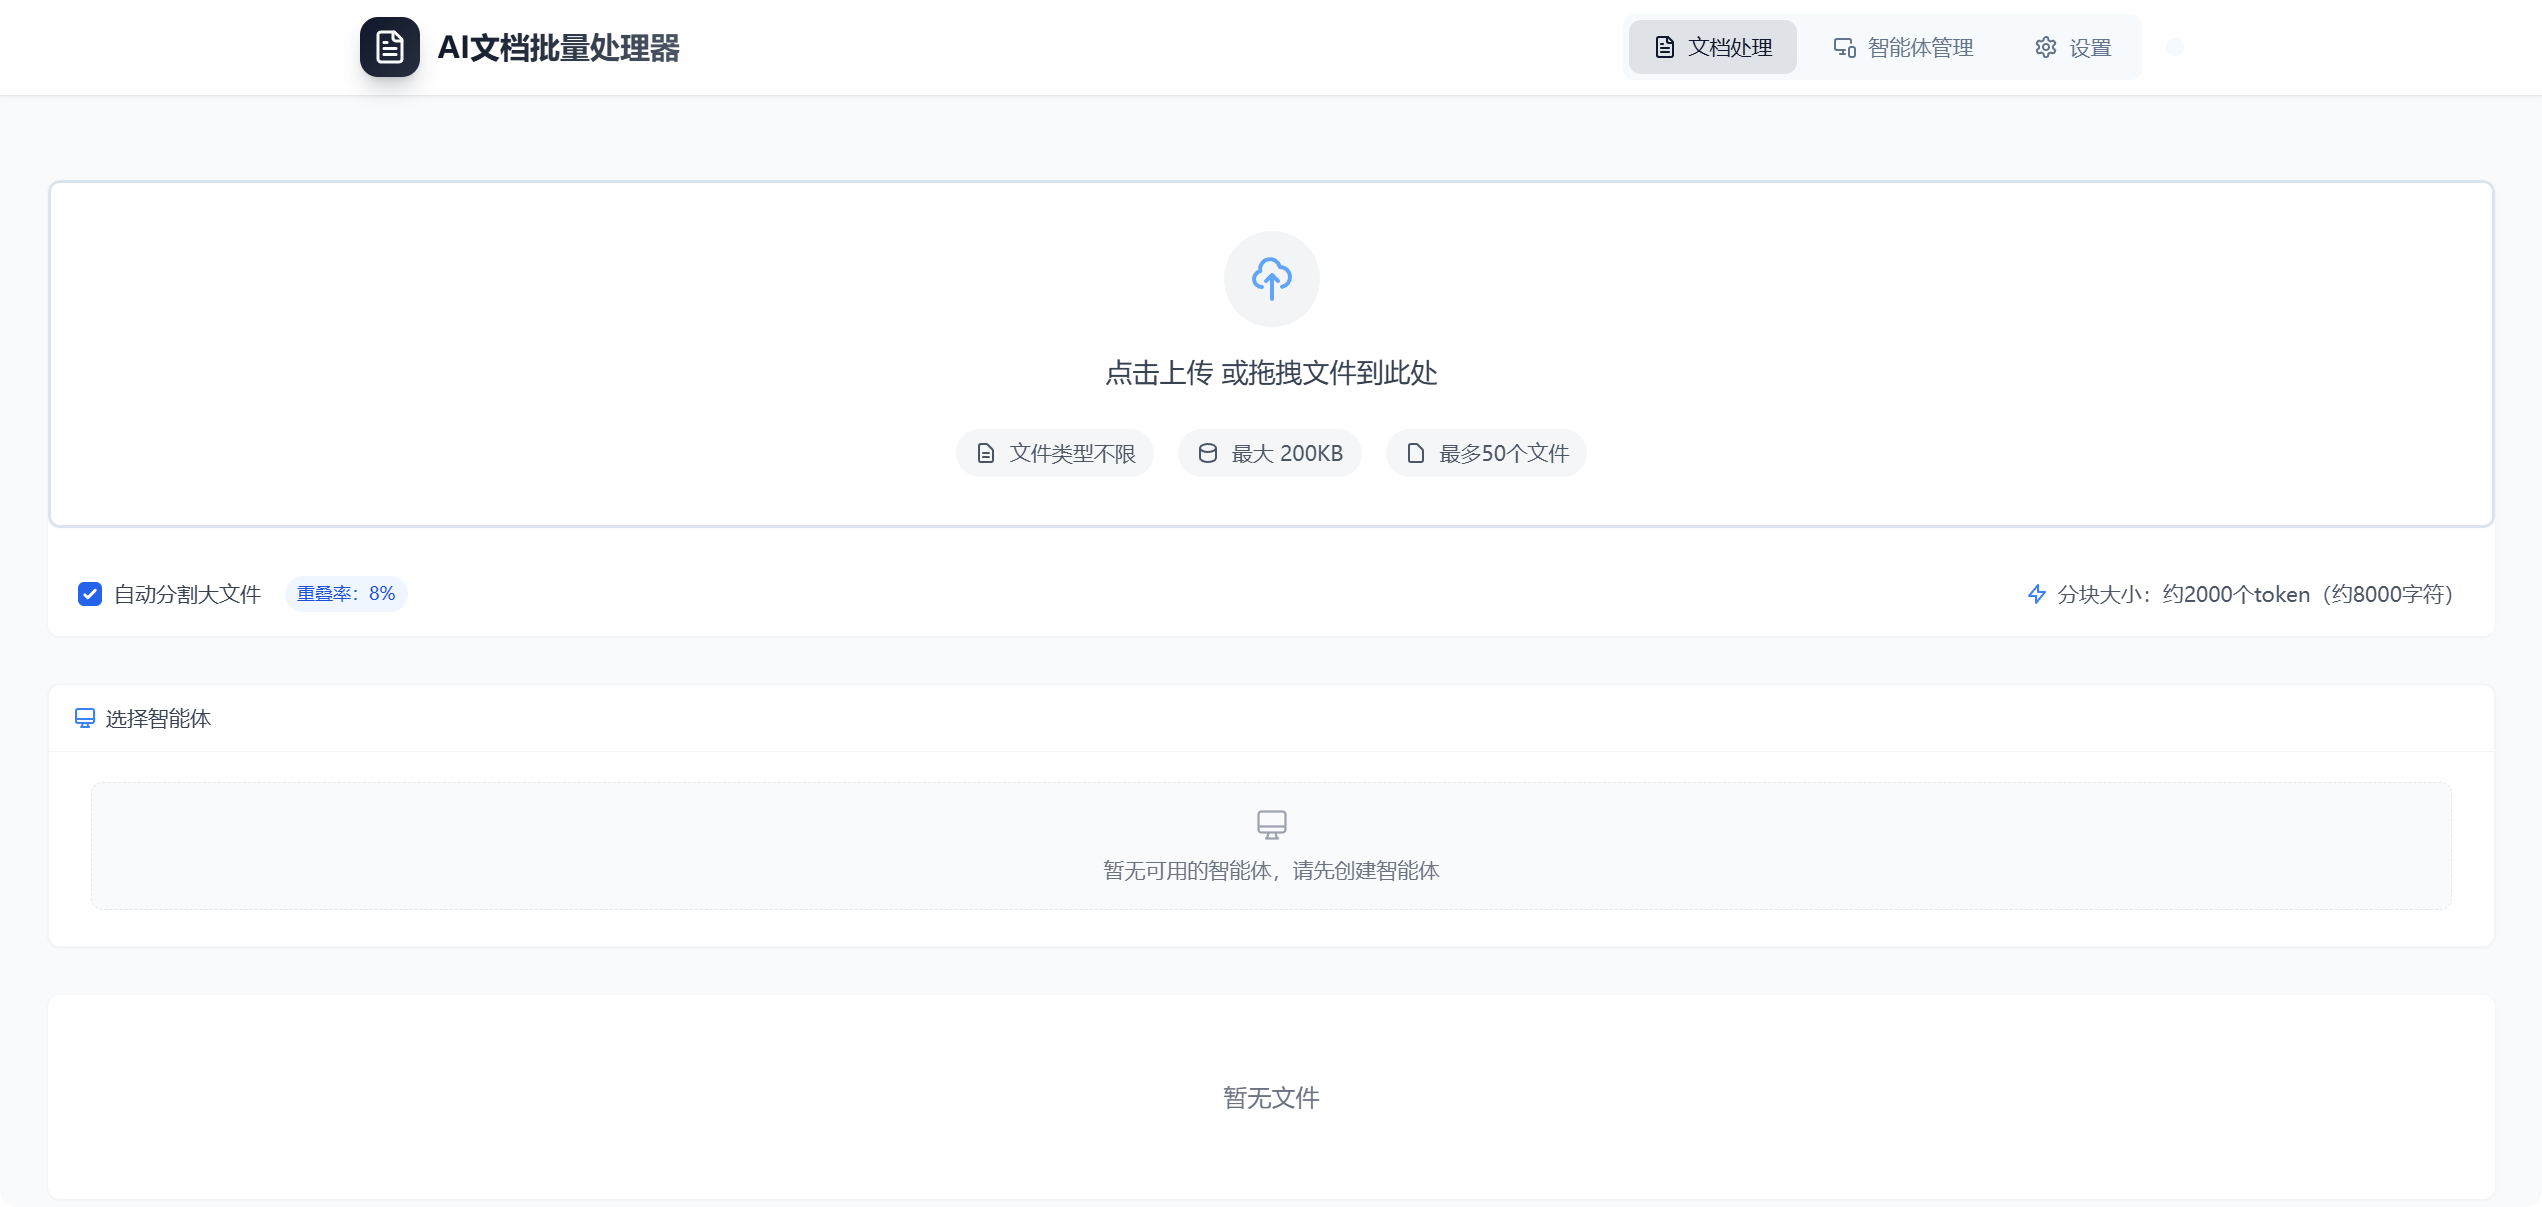 AI文档批量处理器
文档处理
智能体管理
设置
点击上传 或拖拽文件到此处
文件类型不限
最大 200KB
最多50个文件
自动分割大文件
重叠率：8%
分块大小：约2000个token（约8000字符）
选择智能体
暂无可用的智能体，请先创建智能体
暂无文件